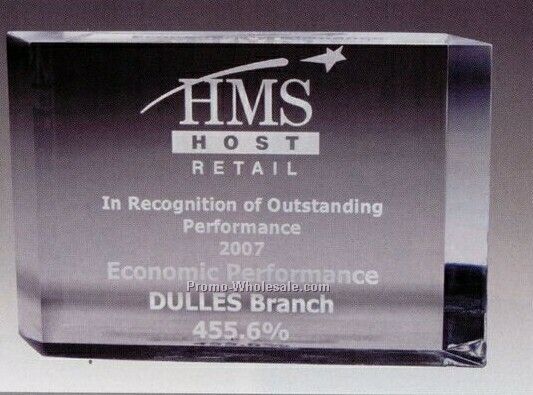 HMS
HOST
RETAIL
In Recognition of Outstanding
Performance
2007
Economic Performance
Promo-Wholesale.com
DULLES Branch
455.6%